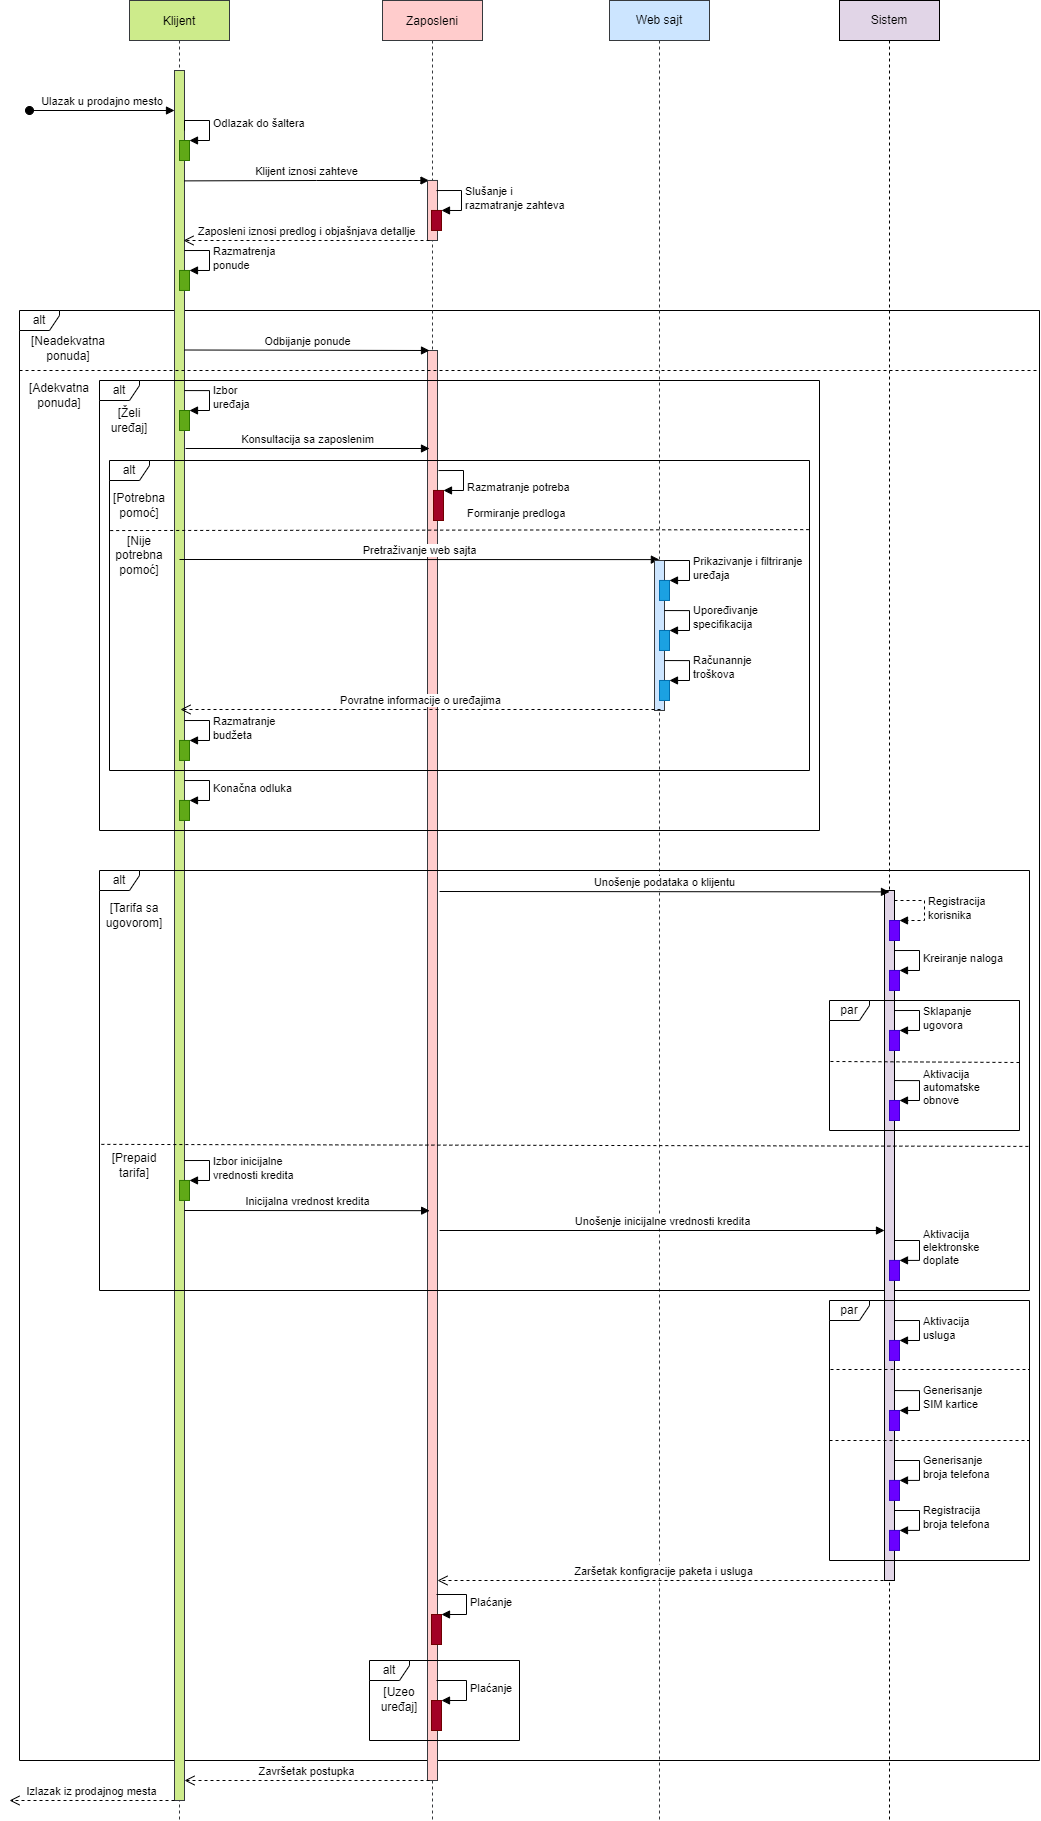 Klijent
Zaposleni
Web sajt
Sistem
Ulazak u prodajno mesto
Odlazak do šaltera
Klijent iznosi zahteve
Slušanje i
razmatranje zahteva
Zaposleni iznosi predlog i objašnjava detallje
Razmatrenja
ponude
alt
[Neadekvatna
ponuda]
Odbijanje ponude
[Adekvatna
ponuda]
alt
[Želi
uređaj]
Izbor
uređaja
Konsultacija sa zaposlenim
alt
[Potrebna
pomoć]
Razmatranje potreba
Formiranje predloga
[Nije
potrebna
pomoć]
Pretraživanje web sajta
Prikazivanje i filtriranje
uređaja
Upoređivanje
specifikacija
Računannje
troškova
Povratne informacije o uređajima
Razmatranje
budžeta
Konačna odluka
alt
[Tarifa sa
ugovorom]
Unošenje podataka o klijentu
Registracija
korisnika
Kreiranje naloga
par
Sklapanje
ugovora
Aktivacija
automatske
obnove
[Prepaid
tarifa]
Izbor inicijalne
vrednosti kredita
Inicijalna vrednost kredita
Unošenje inicijalne vrednosti kredita
Aktivacija
elektronske
doplate
par
Aktivacija
usluga
Generisanje
SIM kartice
Generisanje
broja telefona
Registracija
broja telefona
Zaršetak konfigracije paketa i usluga
Plaćanje
alt
[Uzeo
uređaj]
Plaćanje
Završetak postupka
Izlazak iz prodajnog mesta